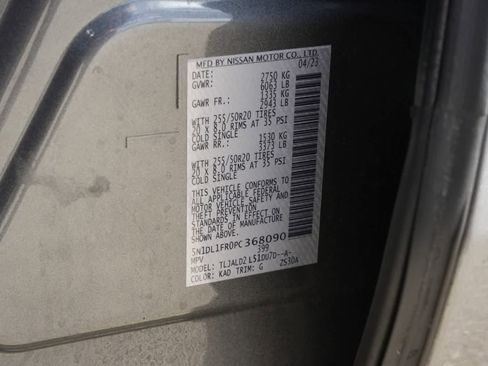 MFD BY NISSAN MOTOR CO., LTD.
DATE: 04/23
GVWR: 2750 KG
6063 LB
GAWR FR.: 1335 KG
2943 LB
WITH 255/50R20 TIRES
20 X 8.0 RIMS AT 35 PSI
COLD SINGLE
GAWR RR.: 1530 KG
3373 LB
WITH 255/50R20 TIRES
20 X 8.0 RIMS AT 35 PSI
COLD SINGLE
THIS VEHICLE CONFORMS TO
ALL APPLICABLE FEDERAL
MOTOR VEHICLE SAFETY AND
THEFT PREVENTION
STANDARDS IN EFFECT ON
THE DATE OF MANUFACTURE
SHOWN ABOVE.
5N1DL1FR0PC368090
MPV 399
MODEL: TLJALDZ L51DU7D--A-
COLOR: KAD TRIM: G ZS30A